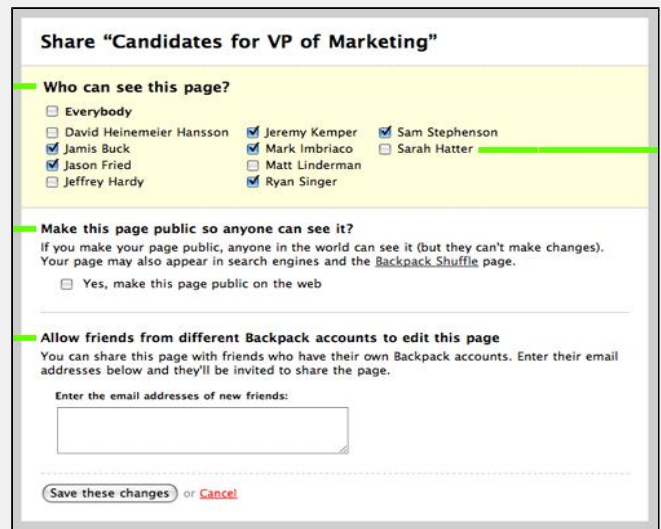 Share “Candidates for VP of Marketing”
Who can see this page?
Everybody
David Heinemeier Hansson Jeremy Kemper Sam Stephenson
Jamis Buck Mark Imbriaco Sarah Hatter
Jason Fried Matt Linderman
Jeffrey Hardy Ryan Singer
Make this page public so anyone can see it?
If you make your page public, anyone in the world can see it (but they can't make changes).
Your page may also appear in search engines and the Backpack Shuffle page.
Yes, make this page public on the web
Allow friends from different Backpack accounts to edit this page
You can share this page with friends who have their own Backpack accounts. Enter their email
addresses below and they'll be invited to share the page.
Enter the email addresses of new friends:
Save these changes or Cancel